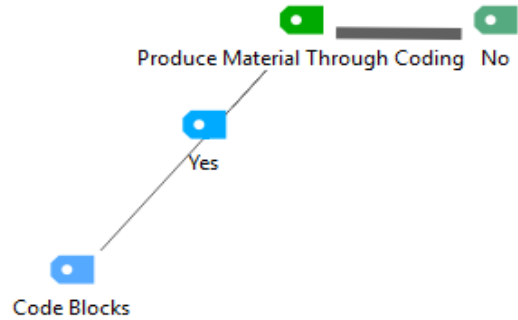 Produce Material Through Coding No
Yes
Code Blocks